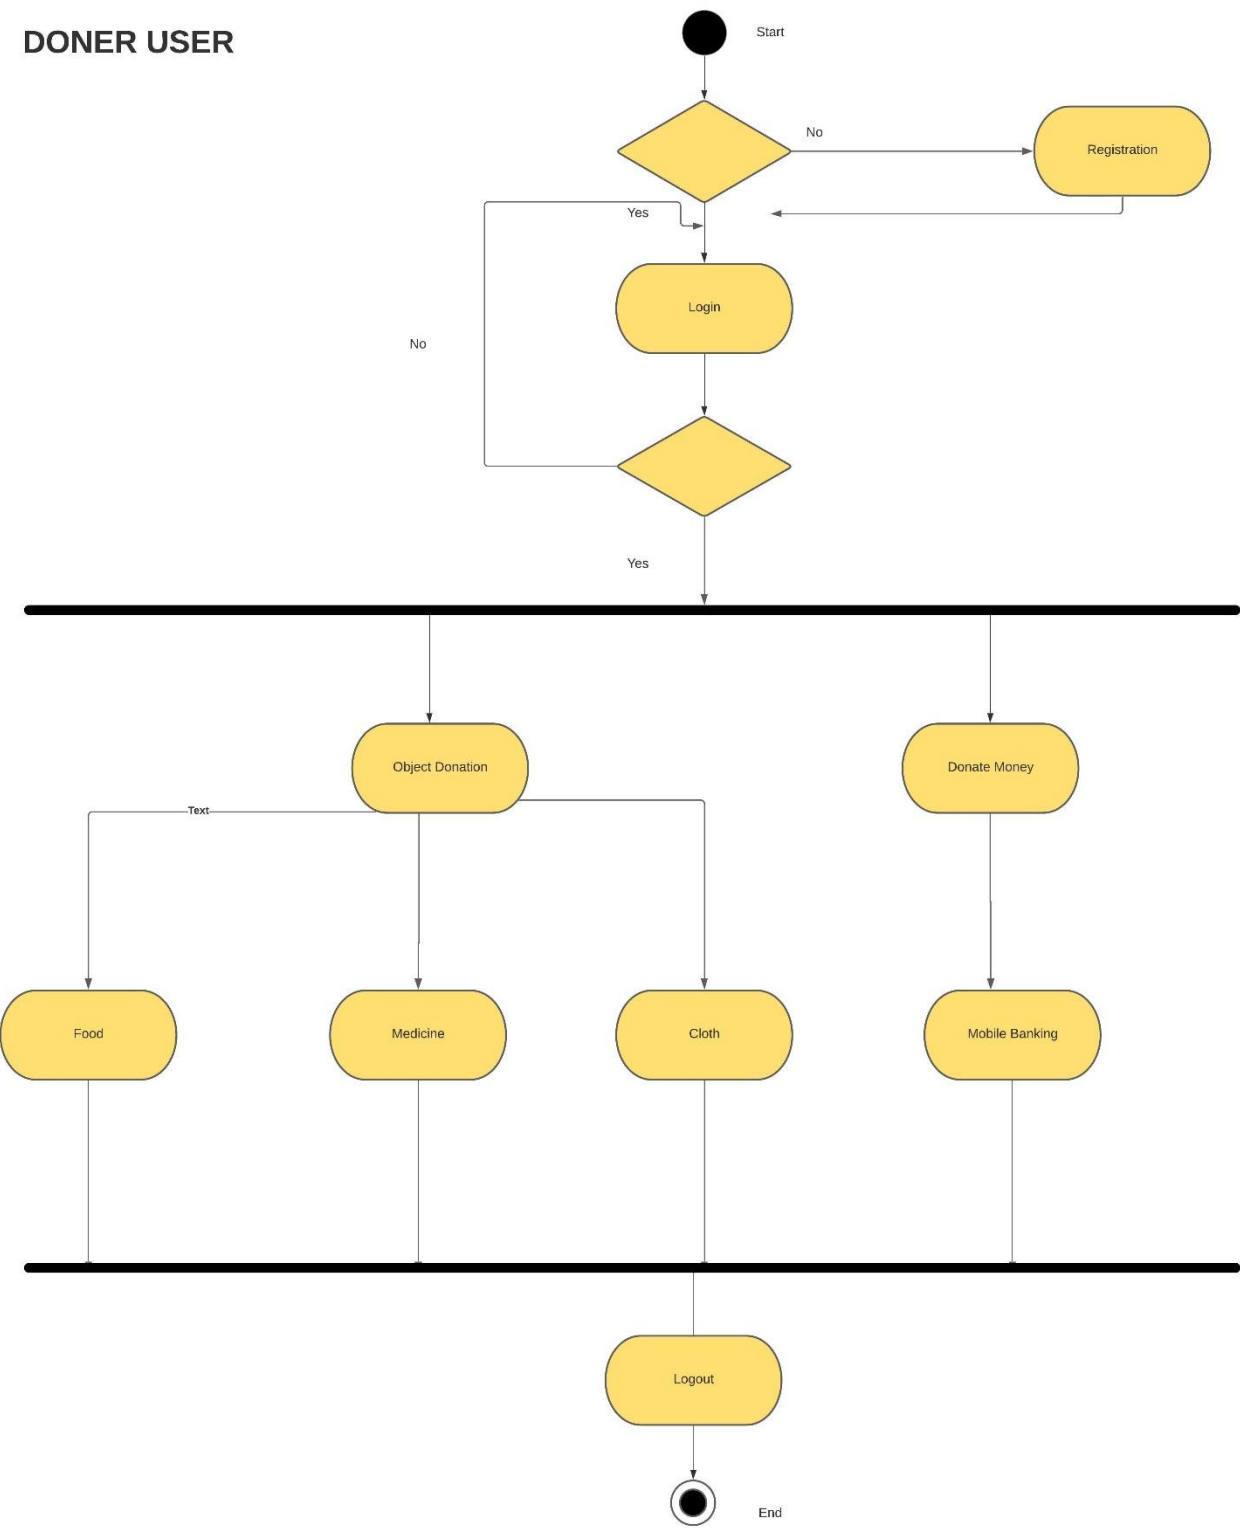 DONER USER
Start
No
Registration
Yes
Login
No
Yes
Object Donation
Donate Money
Text
Food
Medicine
Cloth
Mobile Banking
Logout
End